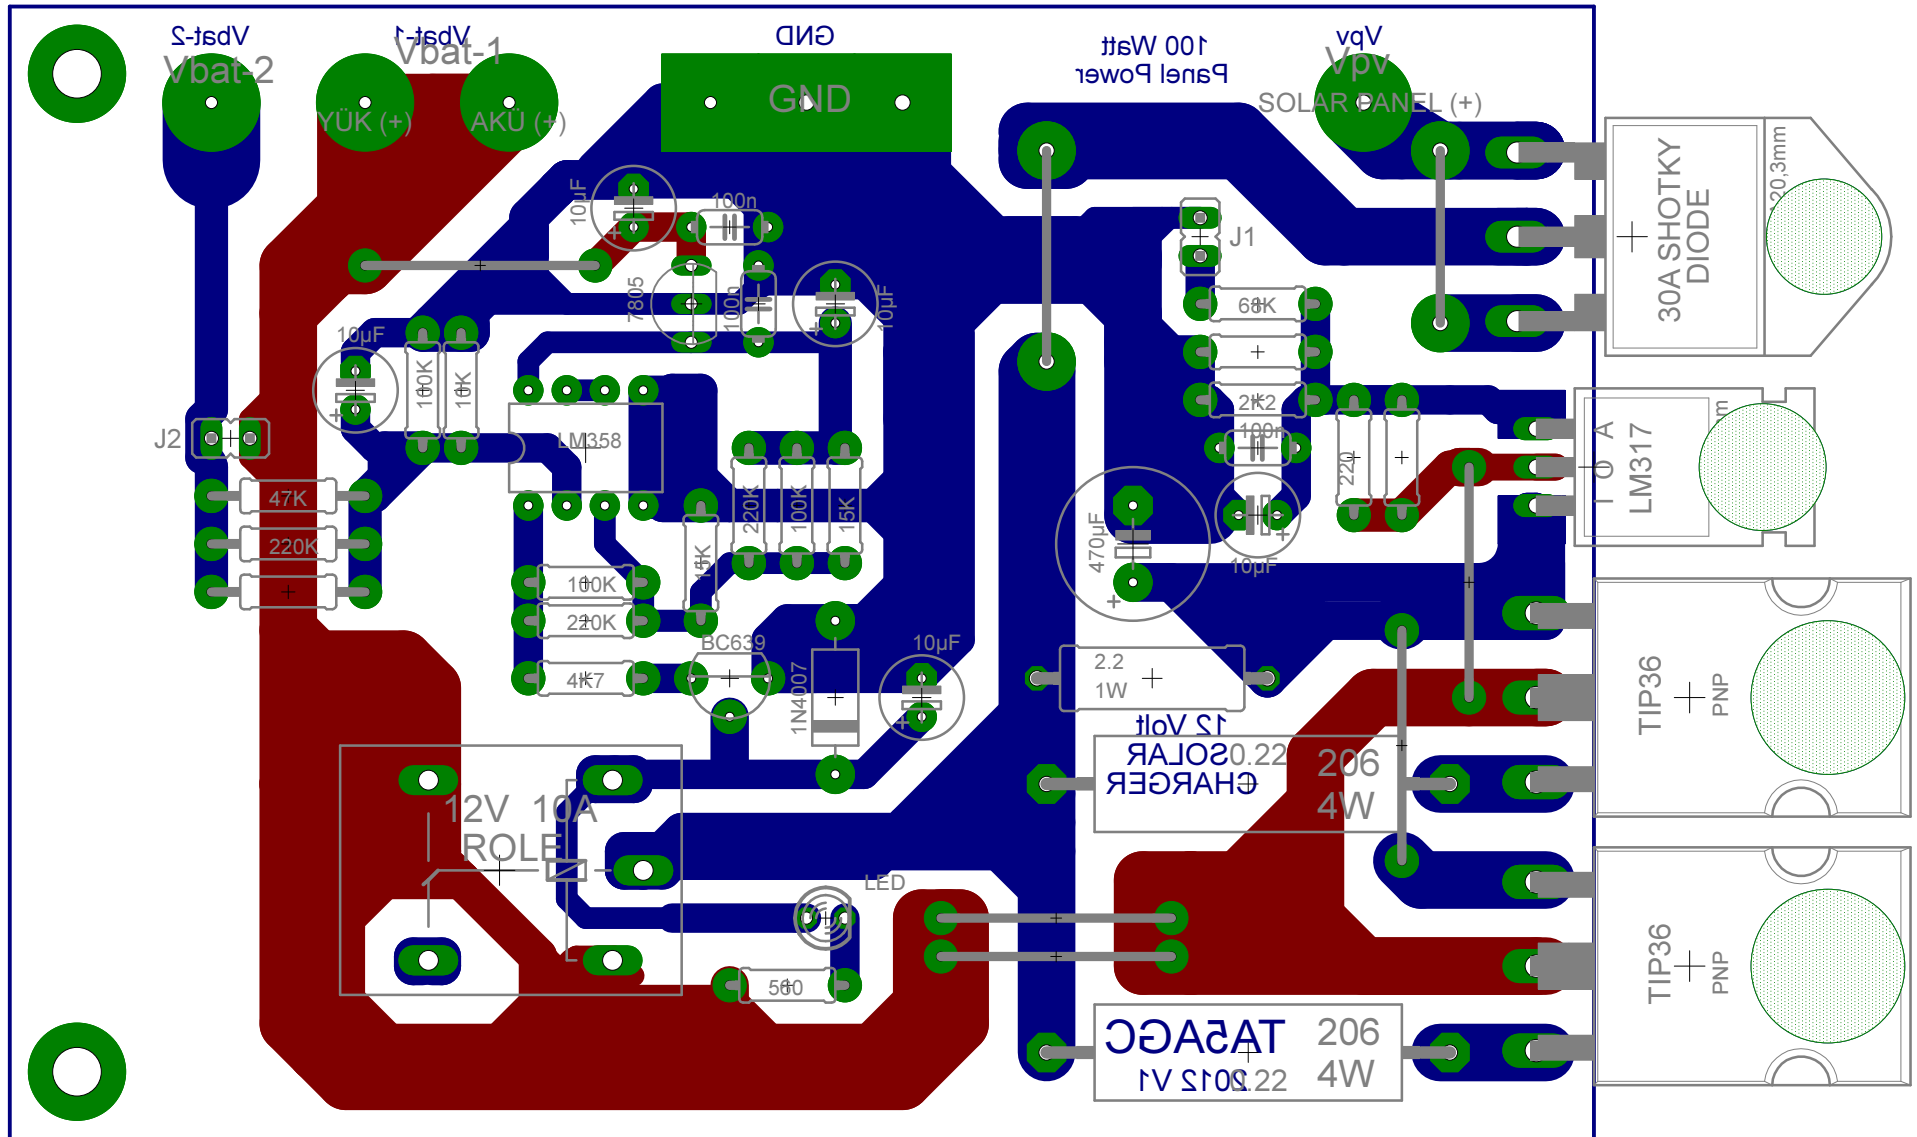 Vbat-2
Vbat-1
GND
100 Watt
Panel Power
Vpv
Vbat-2
Vbat-1
GND
Vpv
YÜK (+)
AKÜ (+)
SOLAR PANEL (+)
30A SHOTKY
DIODE
120,3mm
10µF
100n
J1
7805
100n
10µF
68K
10µF
100K
10K
2K2
100n
J2
LM358
220
A
O
I
LM317
m
47K
220K
220K
100K
15K
15K
470µF
10µF
100K
220K
4K7
BC639
1N4007
10µF
2.2
1W
TIP36
PNP
12 Volt
SOLAR
CHARGER
0.22
206
4W
12V 10A
ROLE
LED
560
TIP36
PNP
TA5AGC
2012 V1
0.22
206
4W